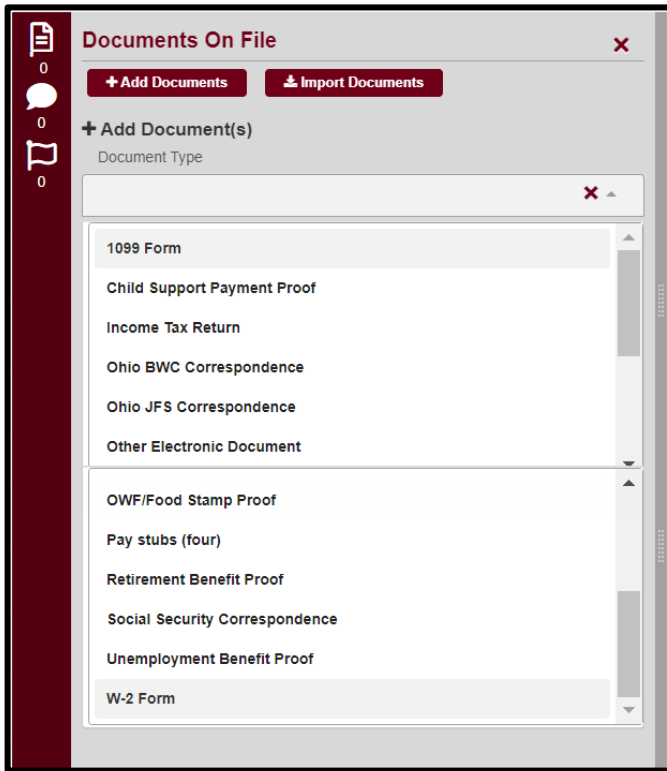 Documents On File
0
Add Documents
Import Documents
0
Add Document(s)
Document Type
0
1099 Form
Child Support Payment Proof
Income Tax Return
Ohio BWC Correspondence
Ohio JFS Correspondence
Other Electronic Document
OWF/Food Stamp Proof
Pay stubs (four)
Retirement Benefit Proof
Social Security Correspondence
Unemployment Benefit Proof
W-2 Form